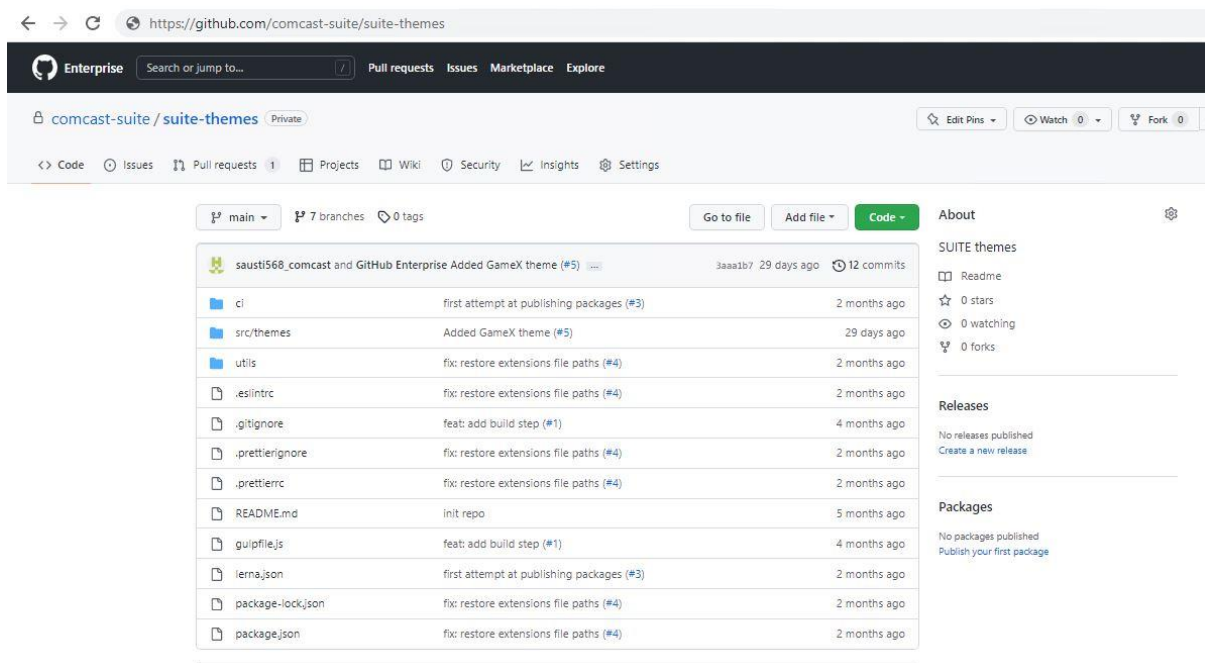 https://github.com/comcast-suite/suite-themes
Enterprise Search or jump to... / Pull requests Issues Marketplace Explore
comcast-suite / suite-themes Private Edit Pins Watch 0 Fork 0
<> Code Issues Pull requests 1 Projects Wiki Security Insights Settings
main 7 branches 0 tags Go to file Add file Code
sausti568_comcast and GitHub Enterprise Added GameX theme (#5) ... 3aaa1b7 29 days ago 12 commits
ci first attempt at publishing packages (#3) 2 months ago
src/themes Added GameX theme (#5) 29 days ago
utils fix: restore extensions file paths (#4) 2 months ago
.eslintrc fix: restore extensions file paths (#4) 2 months ago
.gitignore feat: add build step (#1) 4 months ago
.prettierignore fix: restore extensions file paths (#4) 2 months ago
.prettierrc fix: restore extensions file paths (#4) 2 months ago
README.md init repo 5 months ago
gulpfile.js feat: add build step (#1) 4 months ago
lerna.json first attempt at publishing packages (#3) 2 months ago
package-lock.json fix: restore extensions file paths (#4) 2 months ago
package.json fix: restore extensions file paths (#4) 2 months ago
About
SUITE themes
Readme
0 stars
0 watching
0 forks
Releases
No releases published
Create a new release
Packages
No packages published
Publish your first package